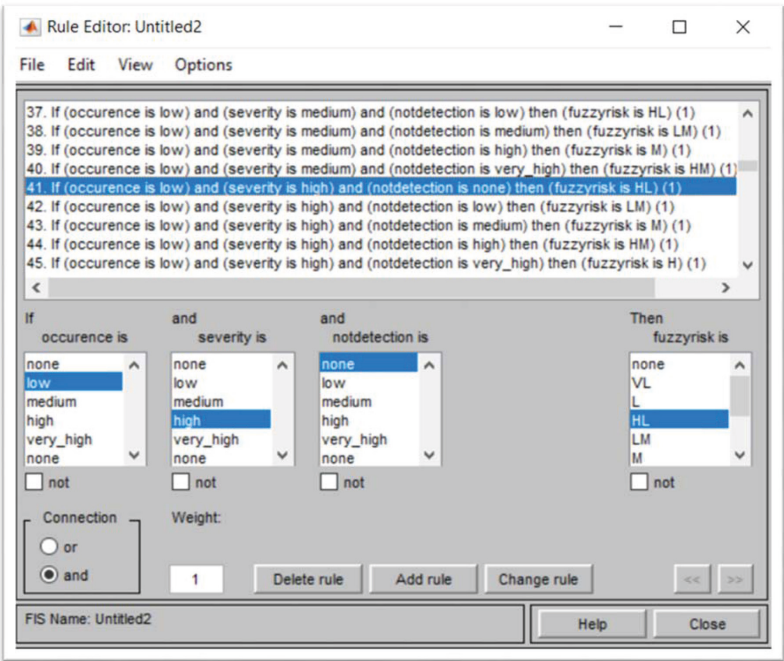 Rule Editor: Untitled2
File Edit View Options
37. If (occurence is low) and (severity is medium) and (notdetection is low) then (fuzzyrisk is HL) (1)
38. If (occurence is low) and (severity is medium) and (notdetection is medium) then (fuzzyrisk is LM) (1)
39. If (occurence is low) and (severity is medium) and (notdetection is high) then (fuzzyrisk is M) (1)
40. If (occurence is low) and (severity is medium) and (notdetection is very_high) then (fuzzyrisk is HM) (1)
41. If (occurence is low) and (severity is high) and (notdetection is none) then (fuzzyrisk is HL) (1)
42. If (occurence is low) and (severity is high) and (notdetection is low) then (fuzzyrisk is LM) (1)
43. If (occurence is low) and (severity is high) and (notdetection is medium) then (fuzzyrisk is M) (1)
44. If (occurence is low) and (severity is high) and (notdetection is high) then (fuzzyrisk is HM) (1)
45. If (occurence is low) and (severity is high) and (notdetection is very_high) then (fuzzyrisk is H) (1)
If and and Then
occurence is severity is notdetection is fuzzyrisk is
none none none none
low low low VL
medium medium medium L
high high high HL
very_high very_high very_high LM
none none none M
not not not not
Connection Weight:
or
and 1 Delete rule Add rule Change rule << >>
FIS Name: Untitled2 Help Close